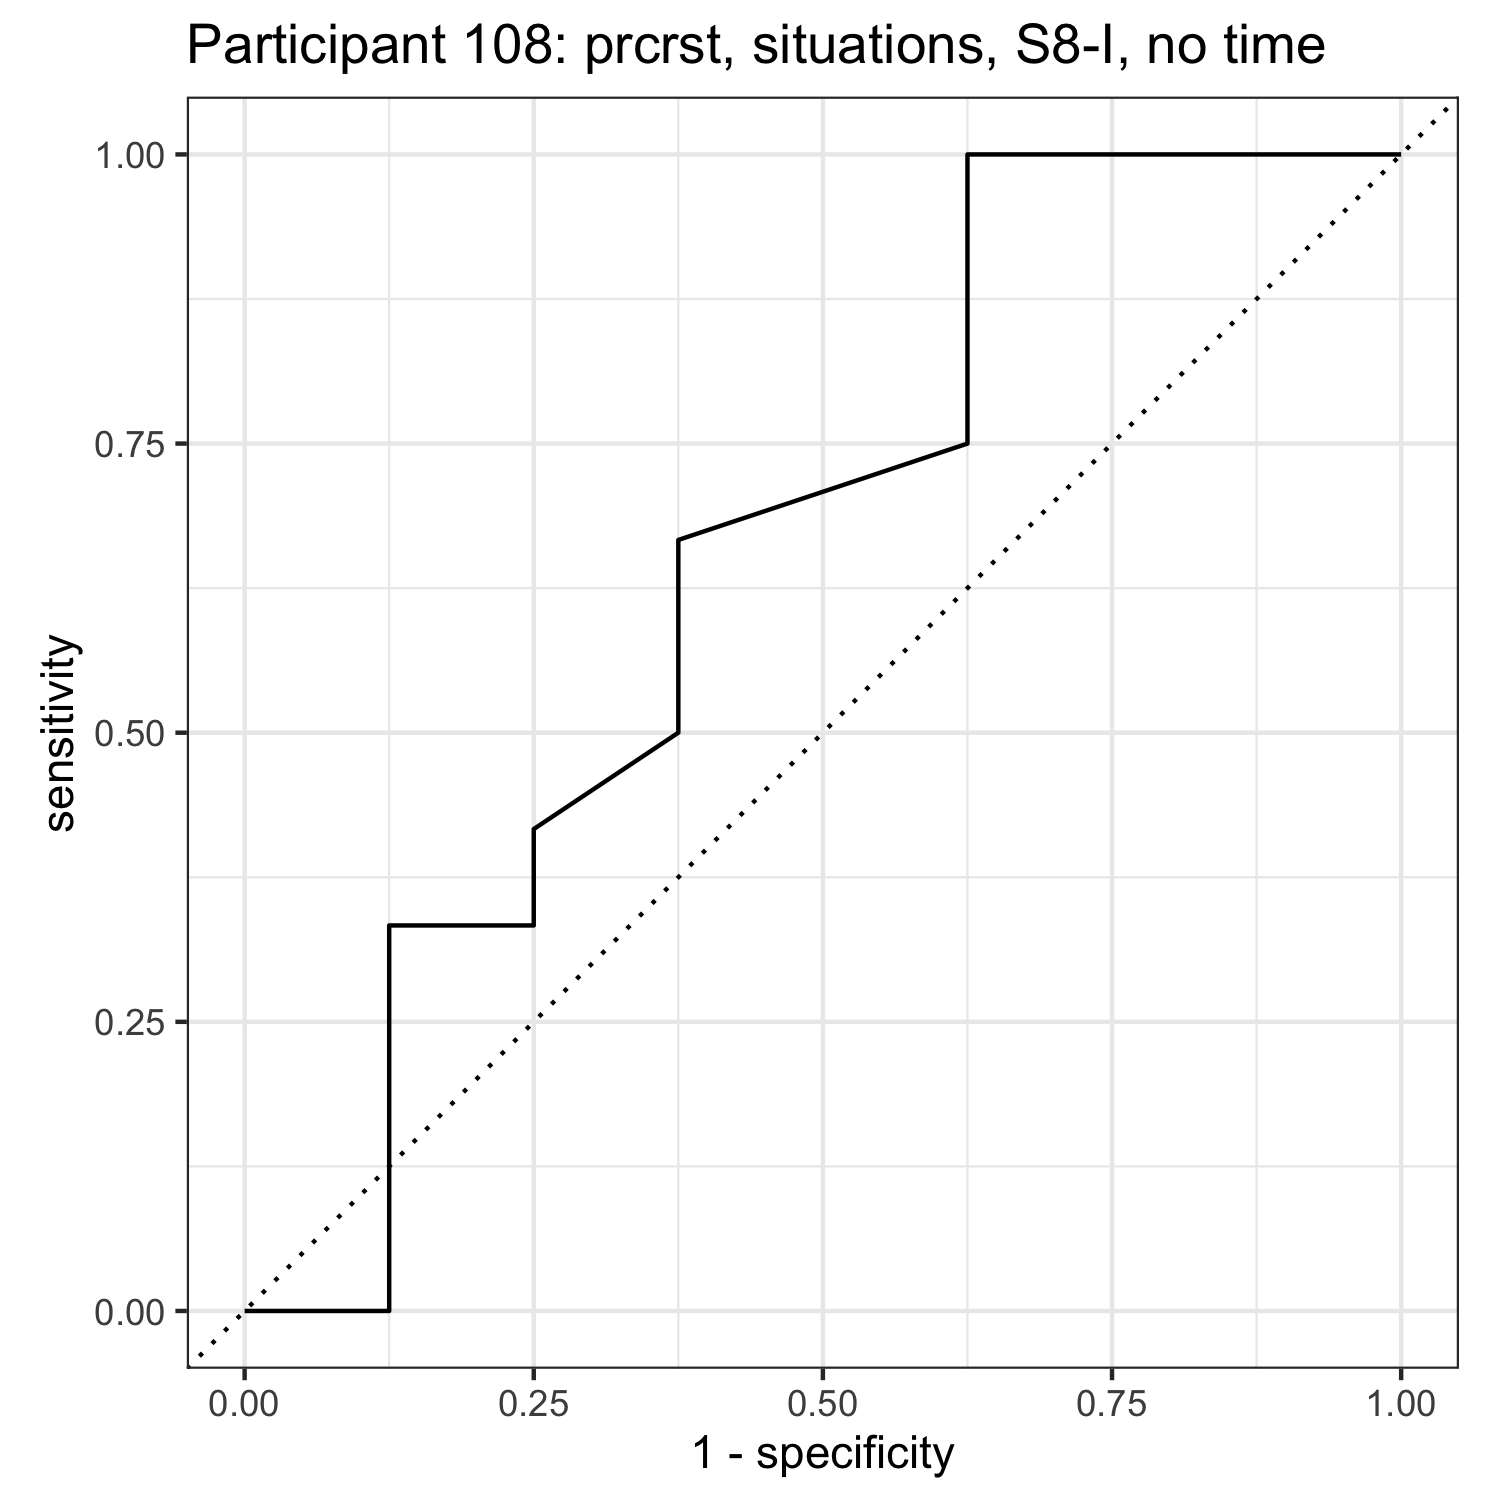 Participant 108: prcrst, situations, S8-I, no time
1.00
0.75
0.50
0.25
0.00
sensitivity
0.00 0.25 0.50 0.75 1.00
1 - specificity